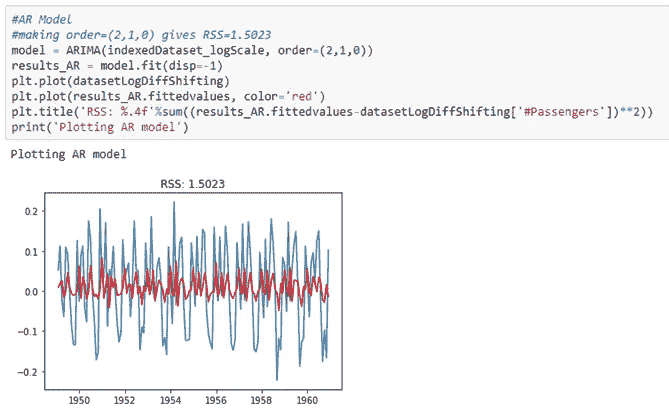 #AR Model
#making order=(2,1,0) gives RSS=1.5023
model = ARIMA(indexedDataset_logScale, order=(2,1,0))
results_AR = model.fit(disp=-1)
plt.plot(datasetLogDiffShifting)
plt.plot(results_AR.fittedvalues, color='red')
plt.title('RSS: %.4f'%sum((results_AR.fittedvalues-datasetLogDiffShifting['#Passengers'])**2))
print('Plotting AR model')
Plotting AR model
RSS: 1.5023
0.2
0.1
0.0
−0.1
−0.2
1950 1952 1954 1956 1958 1960